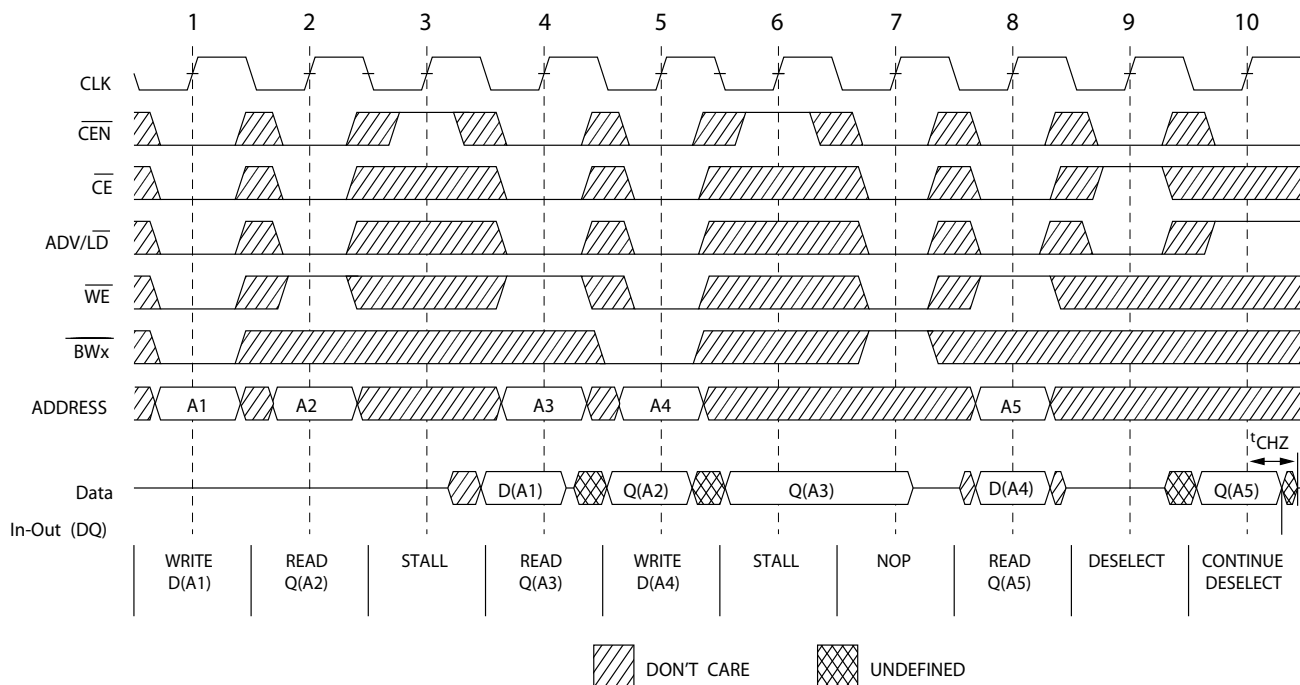 1 2 3 4 5 6 7 8 9 10
CLK
CEN
CE
ADV/LD
WE
BWx
ADDRESS A1 A2 A3 A4 A5
tCHZ
Data D(A1) Q(A2) Q(A3) D(A4) Q(A5)
In-Out (DQ)
WRITE READ STALL READ WRITE STALL NOP READ DESELECT CONTINUE
D(A1) Q(A2) Q(A3) D(A4) Q(A5) DESELECT
DON'T CARE UNDEFINED